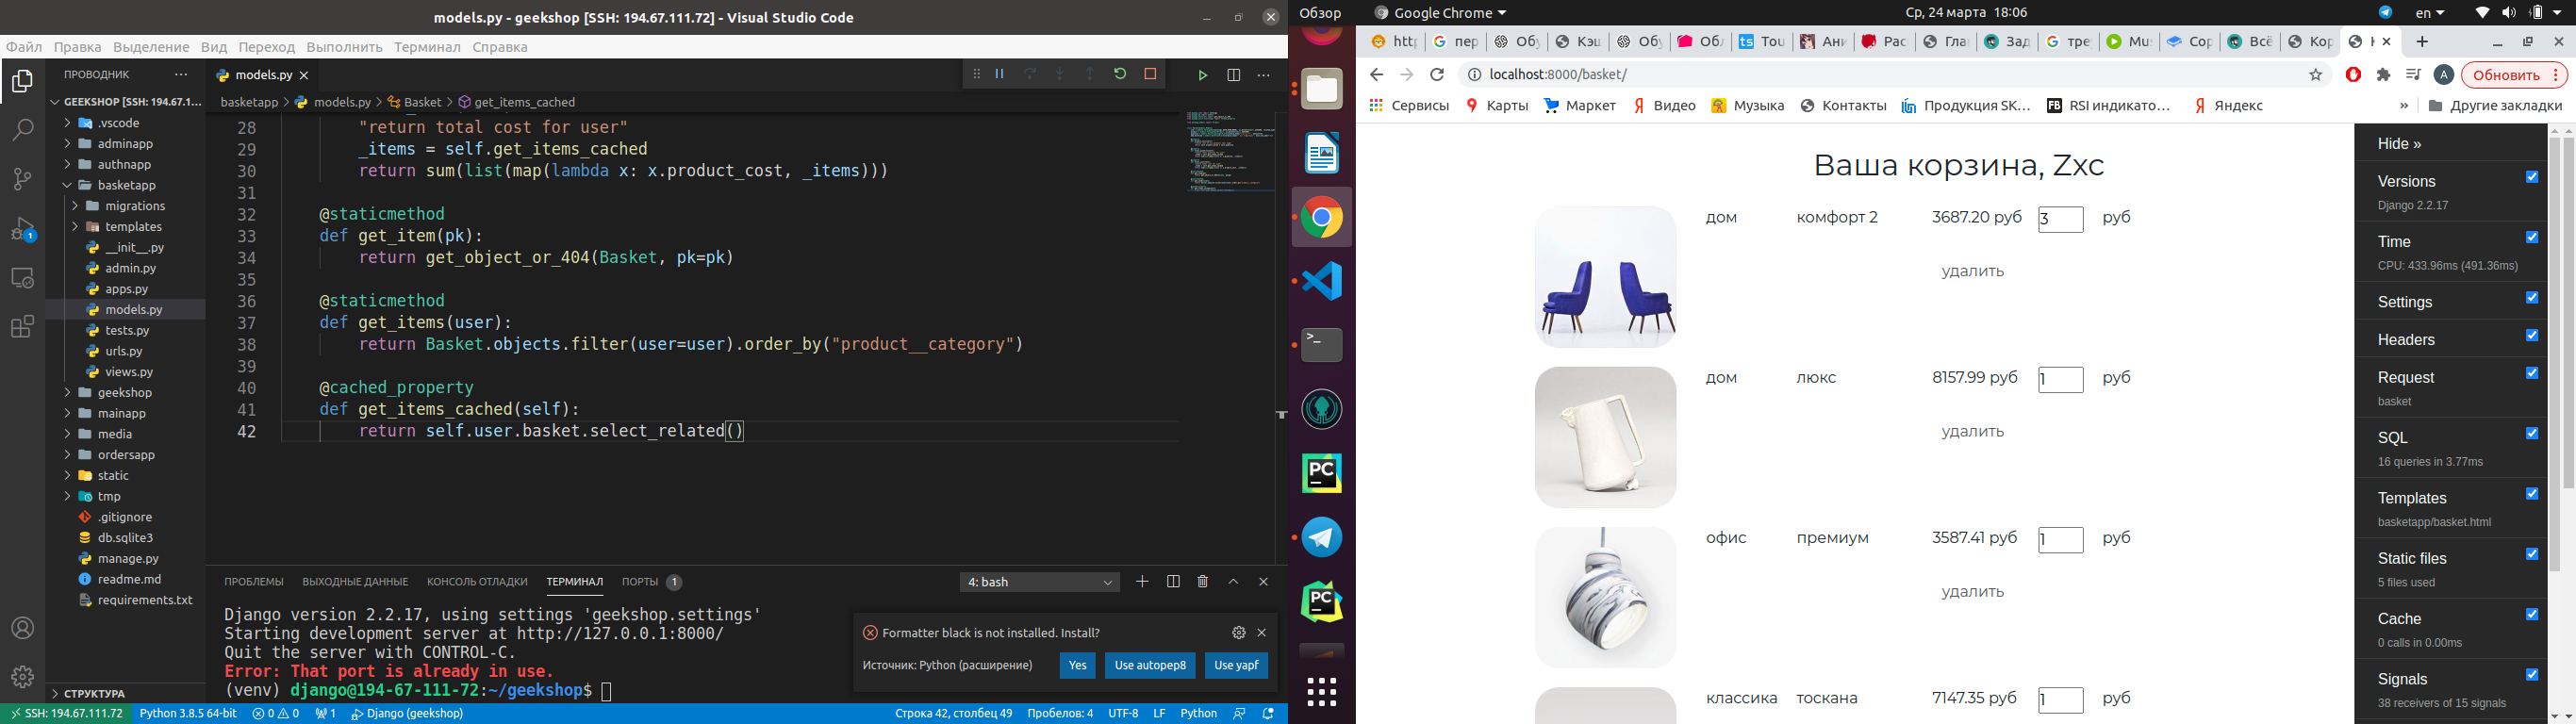 models.py - geekshop [SSH: 194.67.111.72] - Visual Studio Code
Файл Правка Выделение Вид Переход Выполнить Терминал Справка
ПРОВОДНИК
GEEKSHOP [SSH: 194.67.1...
.vscode
adminapp
authnapp
basketapp
migrations
templates
__init__.py
admin.py
apps.py
models.py
tests.py
urls.py
views.py
geekshop
mainapp
media
ordersapp
static
tmp
.gitignore
db.sqlite3
manage.py
readme.md
requirements.txt
СТРУКТУРА
1
models.py
basketapp > models.py > Basket > get_items_cached
28 "return total cost for user"
29 _items = self.get_items_cached
30 return sum(list(map(lambda x: x.product_cost, _items)))
31
32 @staticmethod
33 def get_item(pk):
34 return get_object_or_404(Basket, pk=pk)
35
36 @staticmethod
37 def get_items(user):
38 return Basket.objects.filter(user=user).order_by("product__category")
39
40 @cached_property
41 def get_items_cached(self):
42 return self.user.basket.select_related()
ПРОБЛЕМЫ ВЫХОДНЫЕ ДАННЫЕ КОНСОЛЬ ОТЛАДКИ ТЕРМИНАЛ ПОРТЫ 1
4: bash
Django version 2.2.17, using settings 'geekshop.settings'
Starting development server at http://127.0.0.1:8000/
Quit the server with CONTROL-C.
Error: That port is already in use.
(venv) django@194-67-111-72:~/geekshop$
Formatter black is not installed. Install?
Источник: Python (расширение)
Yes
Use autopep8
Use yapf
SSH: 194.67.111.72 Python 3.8.5 64-bit 0 0 1 Django (geekshop)
Строка 42, столбец 49 Пробелов: 4 UTF-8 LF Python
Обзор Google Chrome Ср, 24 марта 18:06 en
http пер Обу Кэш Обу Обл Tou Ани Рас Гла Зад тре Mus Сор Всё Кор
localhost:8000/basket/
Обновить
Сервисы Карты Маркет Видео Музыка Контакты Продукция SK... RSI индикато... Яндекс » Другие закладки
Ваша корзина, Zxc
дом комфорт 2 3687.20 руб 3 руб
удалить
дом люкс 8157.99 руб 1 руб
удалить
офис премиум 3587.41 руб 1 руб
удалить
классика тоскана 7147.35 руб 1 руб
Hide »
Versions
Django 2.2.17
Time
CPU: 433.96ms (491.36ms)
Settings
Headers
Request
basket
SQL
16 queries in 3.77ms
Templates
basketapp/basket.html
Static files
5 files used
Cache
0 calls in 0.00ms
Signals
38 receivers of 15 signals